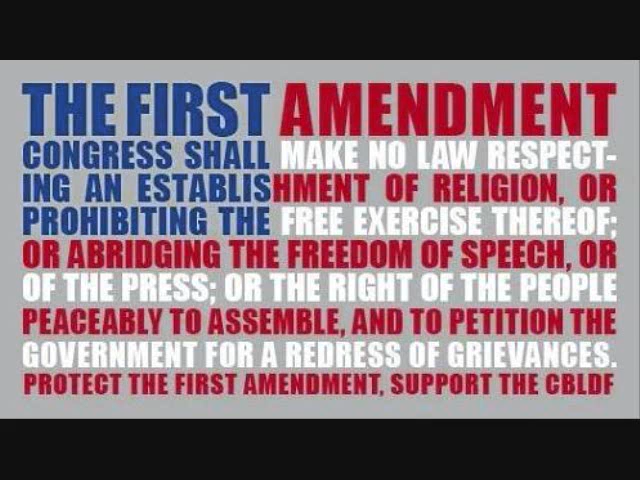 THE FIRST AMENDMENT
CONGRESS SHALL MAKE NO LAW RESPECT-
ING AN ESTABLISHMENT OF RELIGION, OR
PROHIBITING THE FREE EXERCISE THEREOF;
OR ABRIDGING THE FREEDOM OF SPEECH, OR
OF THE PRESS; OR THE RIGHT OF THE PEOPLE
PEACEABLY TO ASSEMBLE, AND TO PETITION THE
GOVERNMENT FOR A REDRESS OF GRIEVANCES.
PROTECT THE FIRST AMENDMENT, SUPPORT THE CBLDF